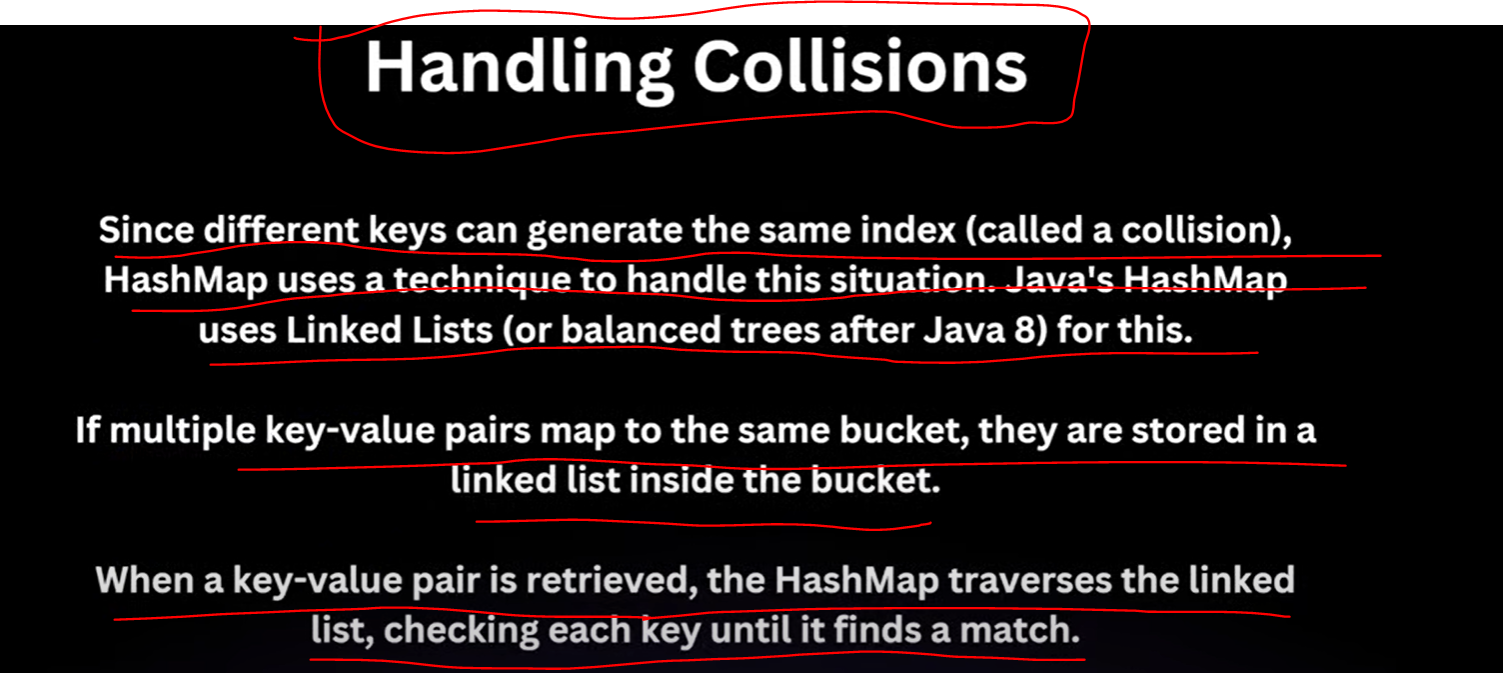 Handling Collisions
Since different keys can generate the same index (called a collision),
HashMap uses a technique to handle this situation. Java's HashMap
uses Linked Lists (or balanced trees after Java 8) for this.
If multiple key-value pairs map to the same bucket, they are stored in a
linked list inside the bucket.
When a key-value pair is retrieved, the HashMap traverses the linked
list, checking each key until it finds a match.